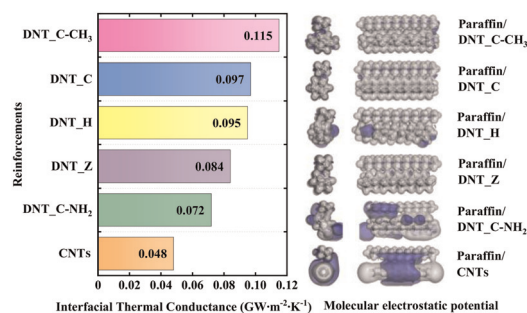 Reinforcements
DNT_C-CH₃
DNT_C
DNT_H
DNT_Z
DNT_C-NH₂
CNTs
0.115
0.097
0.095
0.084
0.072
0.048
0.00 0.02 0.04 0.06 0.08 0.10 0.12
Interfacial Thermal Conductance (GW·m⁻²·K⁻¹)
Paraffin/
DNT_C-CH₃
Paraffin/
DNT_C
Paraffin/
DNT_H
Paraffin/
DNT_Z
Paraffin/
DNT_C-NH₂
Paraffin/
CNTs
Molecular electrostatic potential